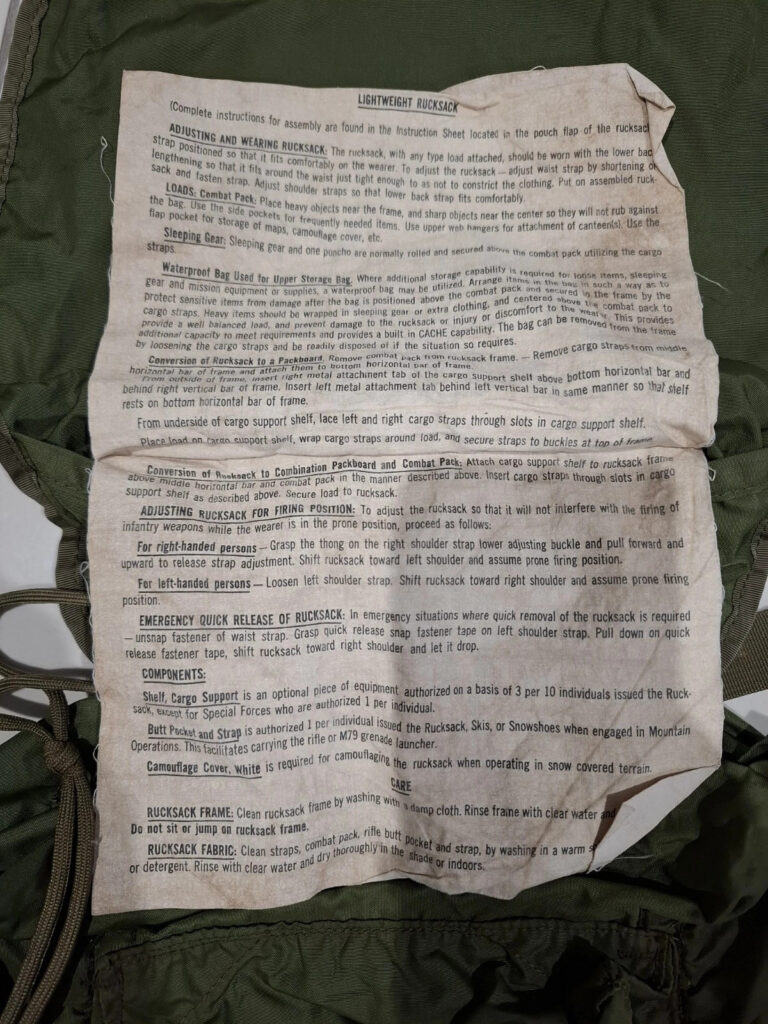 LIGHTWEIGHT RUCKSACK
(Complete instructions for assembly are found in the Instruction Sheet located in the pouch flap of the rucksac
ADJUSTING AND WEARING RUCKSACK: The rucksack, with any type load attached, should be worn with the lower bac
strap positioned so that it fits comfortably on the wearer. To adjust the rucksack — adjust waist strap by shortening or
lengthening so that it fits around the waist just tight enough to as not to constrict the clothing. Put on assembled ruck-
sack and fasten strap. Adjust shoulder straps so that lower back strap fits comfortably.
LOADS: Combat Pack: Place heavy objects near the frame, and sharp objects near the center so they will not rub against
the bag. Use the side pockets for frequently needed items. Use upper web hangers for attachment of canteen(s). Use the
flap pocket for storage of maps, camouflage cover, etc.
Sleeping Gear: Sleeping gear and one poncho are normally rolled and secured above the combat pack utilizing the cargo
straps.
Waterproof Bag Used for Upper Storage Bag. Where additional storage capability is required for loose items, sleeping
gear and mission equipment or supplies, a waterproof bag may be utilized. Arrange items in the bag in such a way as to
protect sensitive items from damage after the bag is positioned above the combat pack and secured in the frame by the
cargo straps. Heavy items should be wrapped in sleeping gear or extra clothing, and centered above the combat pack to
provide a well balanced load, and prevent damage to the rucksack or injury or discomfort to the wearer. This provides
additional capacity to meet requirements and provides a built in CACHE capability. The bag can be removed from the frame
by loosening the cargo straps and be readily disposed of if the situation so requires.
Conversion of Rucksack to a Packboard. Remove combat pack from rucksack frame. — Remove cargo straps from middle
horizontal bar of frame and attach them to bottom horizontal bar of frame.
From outside of frame, insert right metal attachment tab of the cargo support shelf above bottom horizontal bar and
behind right vertical bar of frame. Insert left metal attachment tab behind left vertical bar in same manner so that shelf
rests on bottom horizontal bar of frame.
From underside of cargo support shelf, lace left and right cargo straps through slots in cargo support shelf.
Place load on cargo support shelf, wrap cargo straps around load, and secure straps to buckles at top of frame.
Conversion of Rucksack to Combination Packboard and Combat Pack: Attach cargo support shelf to rucksack frame
above middle horizontal bar and combat pack in the manner described above. Insert cargo straps through slots in cargo
support shelf as described above. Secure load to rucksack.
ADJUSTING RUCKSACK FOR FIRING POSITION: To adjust the rucksack so that it will not interfere with the firing of
infantry weapons while the wearer is in the prone position, proceed as follows:
For right-handed persons — Grasp the thong on the right shoulder strap lower adjusting buckle and pull forward and
upward to release strap adjustment. Shift rucksack toward left shoulder and assume prone firing position.
For left-handed persons — Loosen left shoulder strap. Shift rucksack toward right shoulder and assume prone firing
position.
EMERGENCY QUICK RELEASE OF RUCKSACK: In emergency situations where quick removal of the rucksack is required
— unsnap fastener of waist strap. Grasp quick release snap fastener tape on left shoulder strap. Pull down on quick
release fastener tape, shift rucksack toward right shoulder and let it drop.
COMPONENTS:
Shelf, Cargo Support is an optional piece of equipment authorized on a basis of 3 per 10 individuals issued the Ruck-
sack, except for Special Forces who are authorized 1 per individual.
Butt Pocket and Strap is authorized 1 per individual issued the Rucksack, Skis, or Snowshoes when engaged in Mountain
Operations. This facilitates carrying the rifle or M79 grenade launcher.
Camouflage Cover, White is required for camouflaging the rucksack when operating in snow covered terrain.
CARE
RUCKSACK FRAME: Clean rucksack frame by washing with a damp cloth. Rinse frame with clear water and
Do not sit or jump on rucksack frame.
RUCKSACK FABRIC: Clean straps, combat pack, rifle butt pocket and strap, by washing in a warm s
or detergent. Rinse with clear water and dry thoroughly in the shade or indoors.